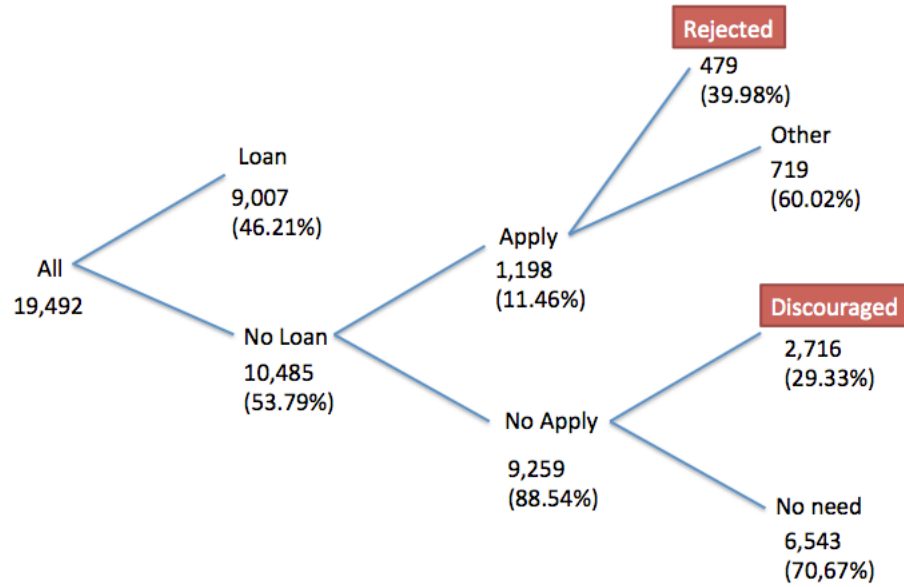 Rejected
479
(39.98%)
Other
719
(60.02%)
Loan
9,007
(46.21%)
Apply
1,198
(11.46%)
All
19,492
Discouraged
2,716
(29.33%)
No Loan
10,485
(53.79%)
No Apply
9,259
(88.54%)
No need
6,543
(70,67%)